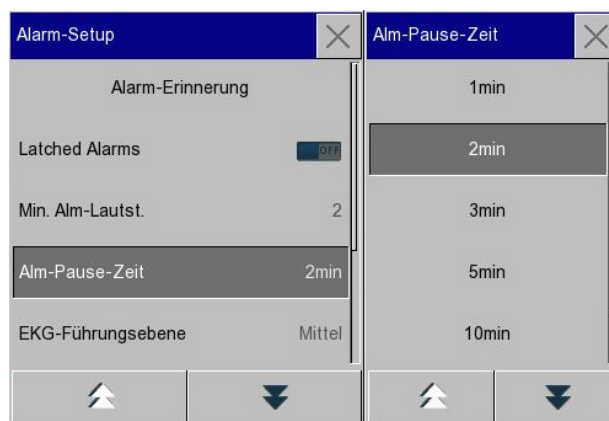 Alarm-Setup
Alarm-Erinnerung
Latched Alarms OFF
Min. Alm-Lautst. 2
Alm-Pause-Zeit 2min
EKG-Führungsebene Mittel
Alm-Pause-Zeit
1min
2min
3min
5min
10min